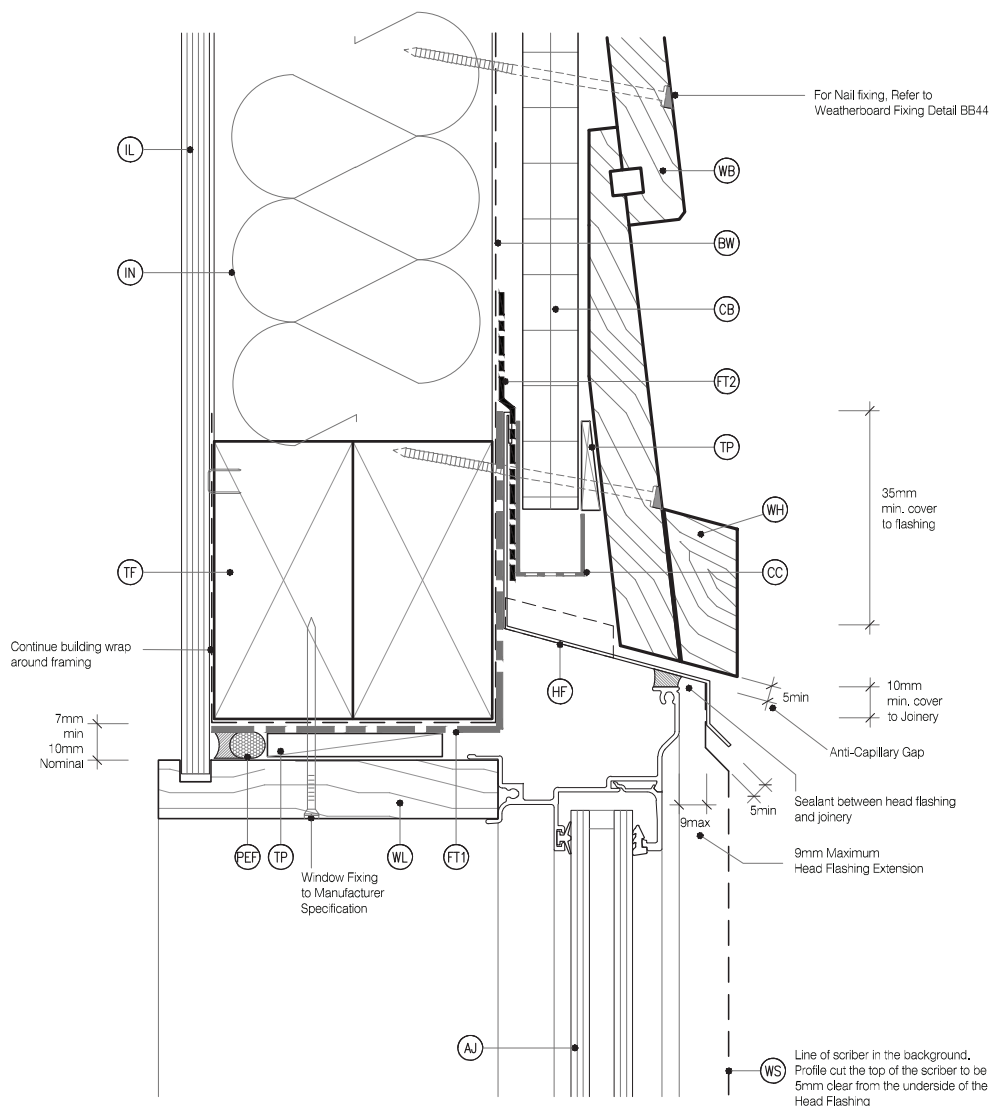 For Nail fixing, Refer to
Weatherboard Fixing Detail BB44
IL
WB
BW
IN
CB
FT2
TP
35mm
min. cover
to flashing
WH
TF
CC
Continue building wrap
around framing
HF
5min
10mm
min. cover
to Joinery
7mm
min
10mm
Nominal
Anti-Capillary Gap
5min
Sealant between head flashing
and joinery
9max
PEF
TP
WL
FT1
9mm Maximum
Head Flashing Extension
Window Fixing
to Manufacturer
Specification
AJ
WS
Line of scriber in the background.
Profile cut the top of the scriber to be
5mm clear from the underside of the
Head Flashing